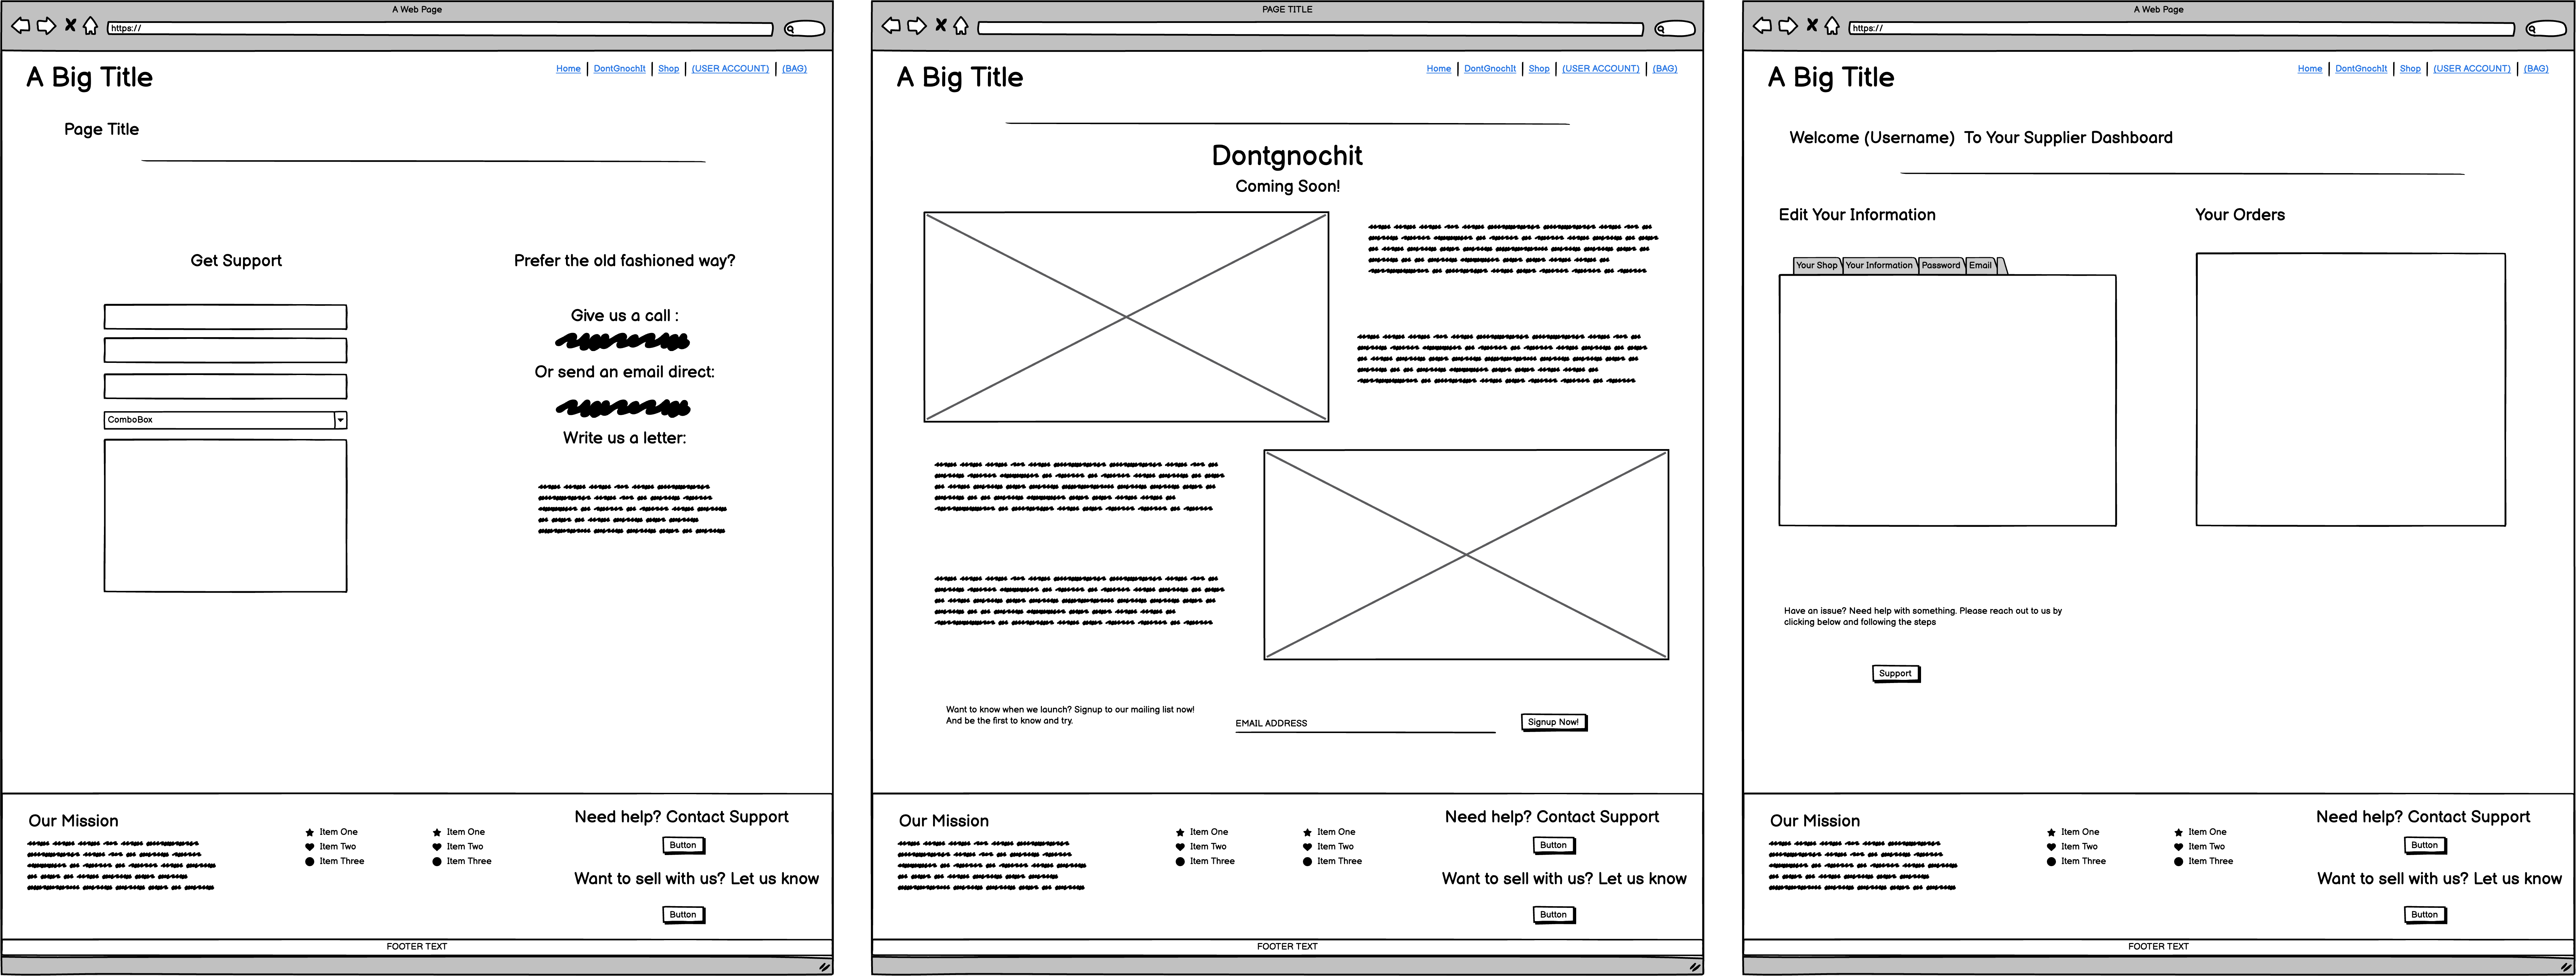 A Web Page
https://
A Big Title
Home | DontGnochIt | Shop | (USER ACCOUNT) | (BAG)
Page Title
Get Support
ComboBox
Prefer the old fashioned way?
Give us a call :
Or send an email direct:
Write us a letter:
Our Mission
Item One
Item Two
Item Three
Item One
Item Two
Item Three
Need help? Contact Support
Button
Want to sell with us? Let us know
Button
FOOTER TEXT
PAGE TITLE
A Big Title
Home | DontGnochIt | Shop | (USER ACCOUNT) | (BAG)
Dontgnochit
Coming Soon!
Want to know when we launch? Signup to our mailing list now!
And be the first to know and try.
EMAIL ADDRESS
Signup Now!
Our Mission
Item One
Item Two
Item Three
Item One
Item Two
Item Three
Need help? Contact Support
Button
Want to sell with us? Let us know
Button
FOOTER TEXT
A Web Page
https://
A Big Title
Home | DontGnochIt | Shop | (USER ACCOUNT) | (BAG)
Welcome (Username) To Your Supplier Dashboard
Edit Your Information
Your Shop
Your Information
Password
Email
Your Orders
Have an issue? Need help with something. Please reach out to us by
clicking below and following the steps
Support
Our Mission
Item One
Item Two
Item Three
Item One
Item Two
Item Three
Need help? Contact Support
Button
Want to sell with us? Let us know
Button
FOOTER TEXT